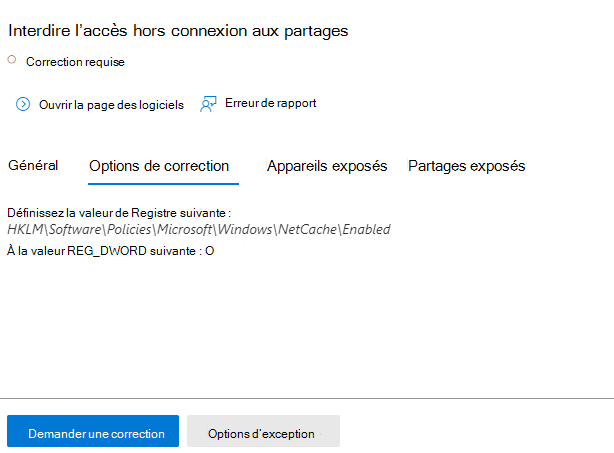 Interdire l’accès hors connexion aux partages
Correction requise
Ouvrir la page des logiciels Erreur de rapport
Général Options de correction Appareils exposés Partages exposés
Définissez la valeur de Registre suivante :
HKLM\Software\Policies\Microsoft\Windows\NetCache\Enabled
À la valeur REG_DWORD suivante : O
Demander une correction Options d’exception